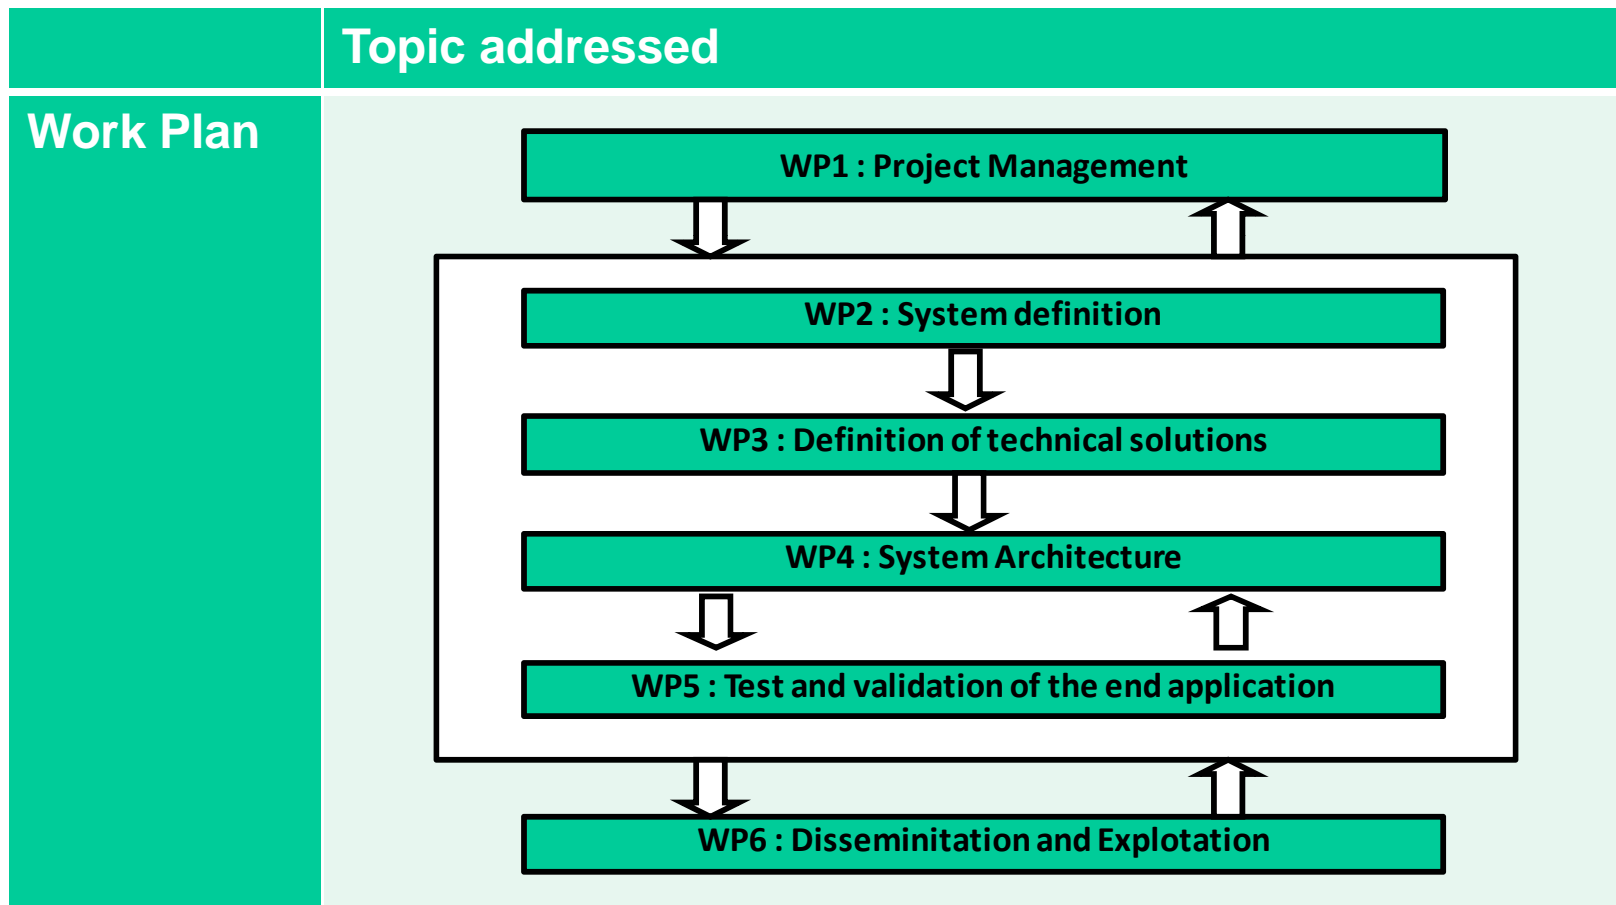 Topic addressed
Work Plan
WP1 : Project Management
WP2 : System definition
WP3 : Definition of technical solutions
WP4 : System Architecture
WP5 : Test and validation of the end application
WP6 : Disseminitation and Explotation